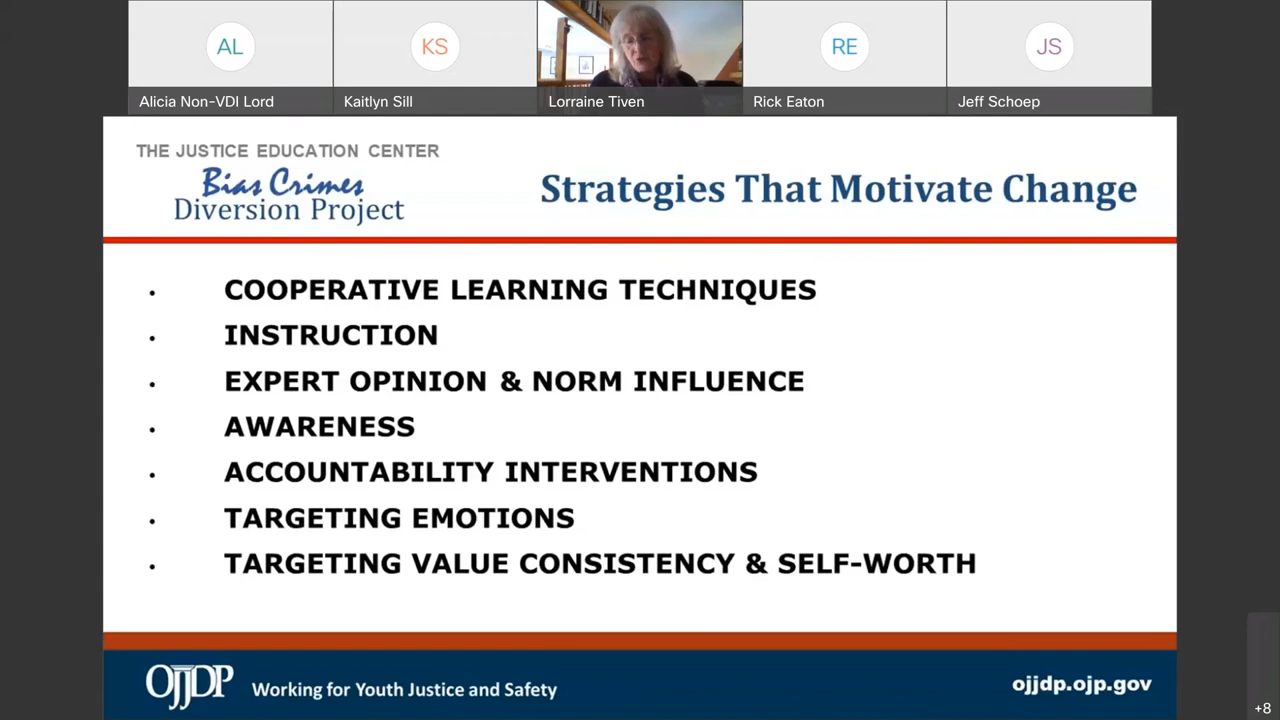 AL
KS
RE
JS
Alicia Non-VDI Lord
Kaitlyn Sill
Lorraine Tiven
Rick Eaton
Jeff Schoep
THE JUSTICE EDUCATION CENTER
Bias Crimes
Diversion Project
Strategies That Motivate Change
• COOPERATIVE LEARNING TECHNIQUES
• INSTRUCTION
• EXPERT OPINION & NORM INFLUENCE
• AWARENESS
• ACCOUNTABILITY INTERVENTIONS
• TARGETING EMOTIONS
• TARGETING VALUE CONSISTENCY & SELF-WORTH
OJJDP
Working for Youth Justice and Safety
ojjdp.ojp.gov
+8